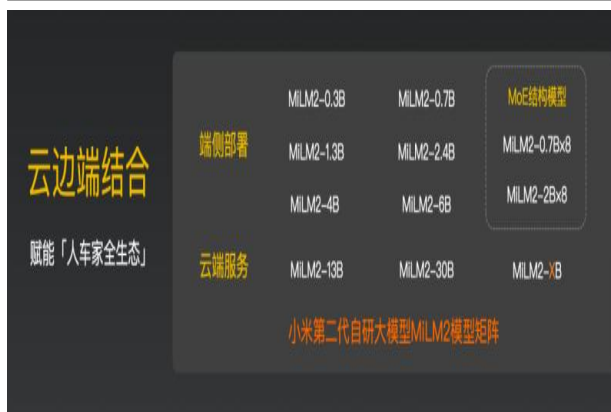 云边端结合
赋能「人车家全生态」
端侧部署
MiLM2-0.3B
MiLM2-0.7B
MiLM2-1.3B
MiLM2-2.4B
MiLM2-4B
MiLM2-6B
MoE结构模型
MiLM2-0.7Bx8
MiLM2-2Bx8
云端服务
MiLM2-13B
MiLM2-30B
MiLM2-XB
小米第二代自研大模型MiLM2模型矩阵